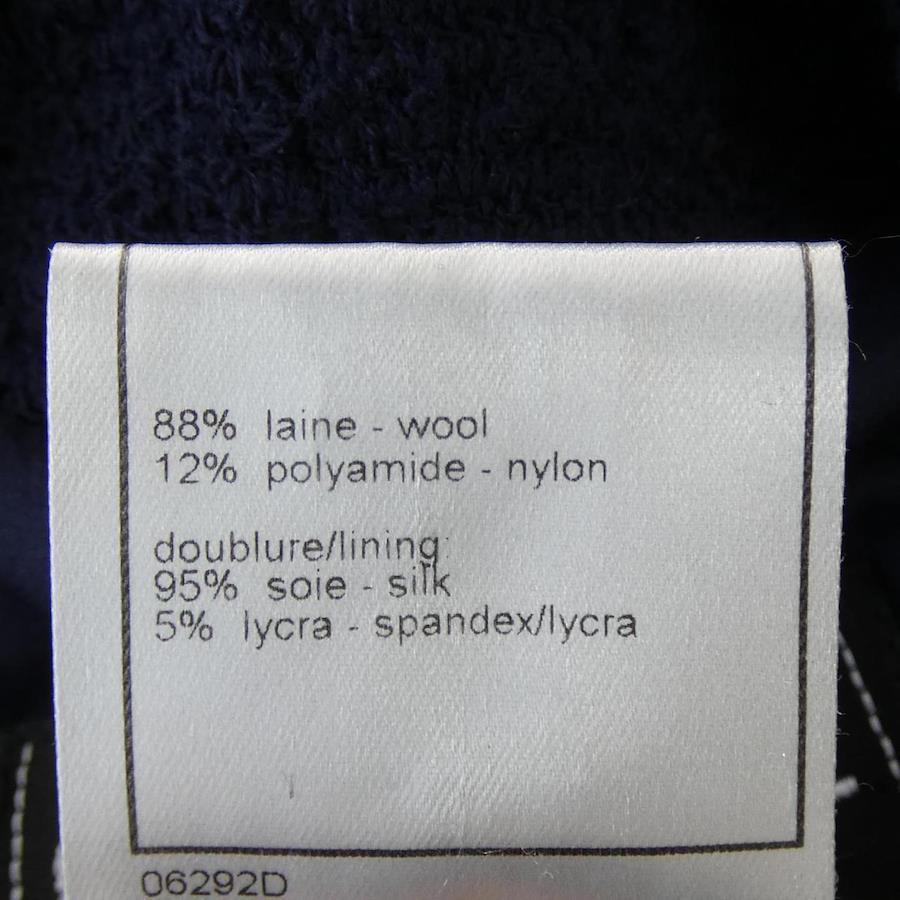 88% laine - wool
12% polyamide - nylon
doublure/lining:
95% soie - silk
5% lycra - spandex/lycra
06292D